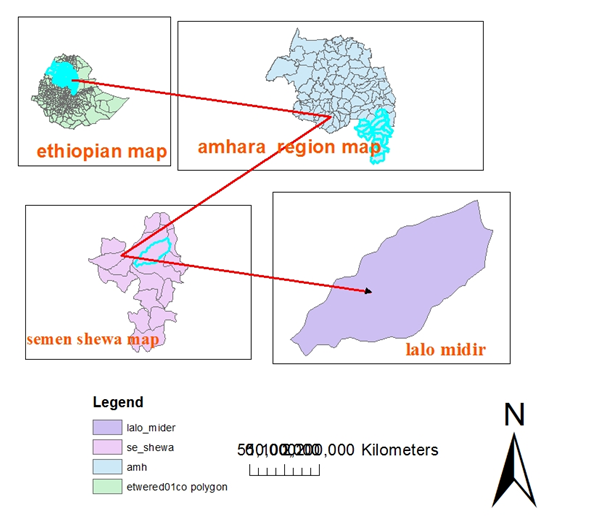 ethiopian map
amhara region map
semen shewa map
lalo midir
Legend
lalo_mider
se_shewa
amh
etwered01co polygon
Kilometers
N